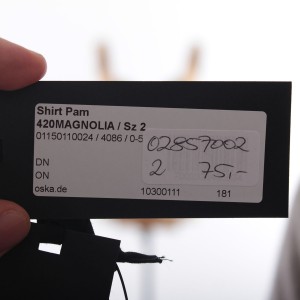 Shirt Pam
420MAGNOLIA / Sz 2
01150110024 / 4086 / 0-5
02857002
2 75,-
DN
ON
oska.de 10300111 181